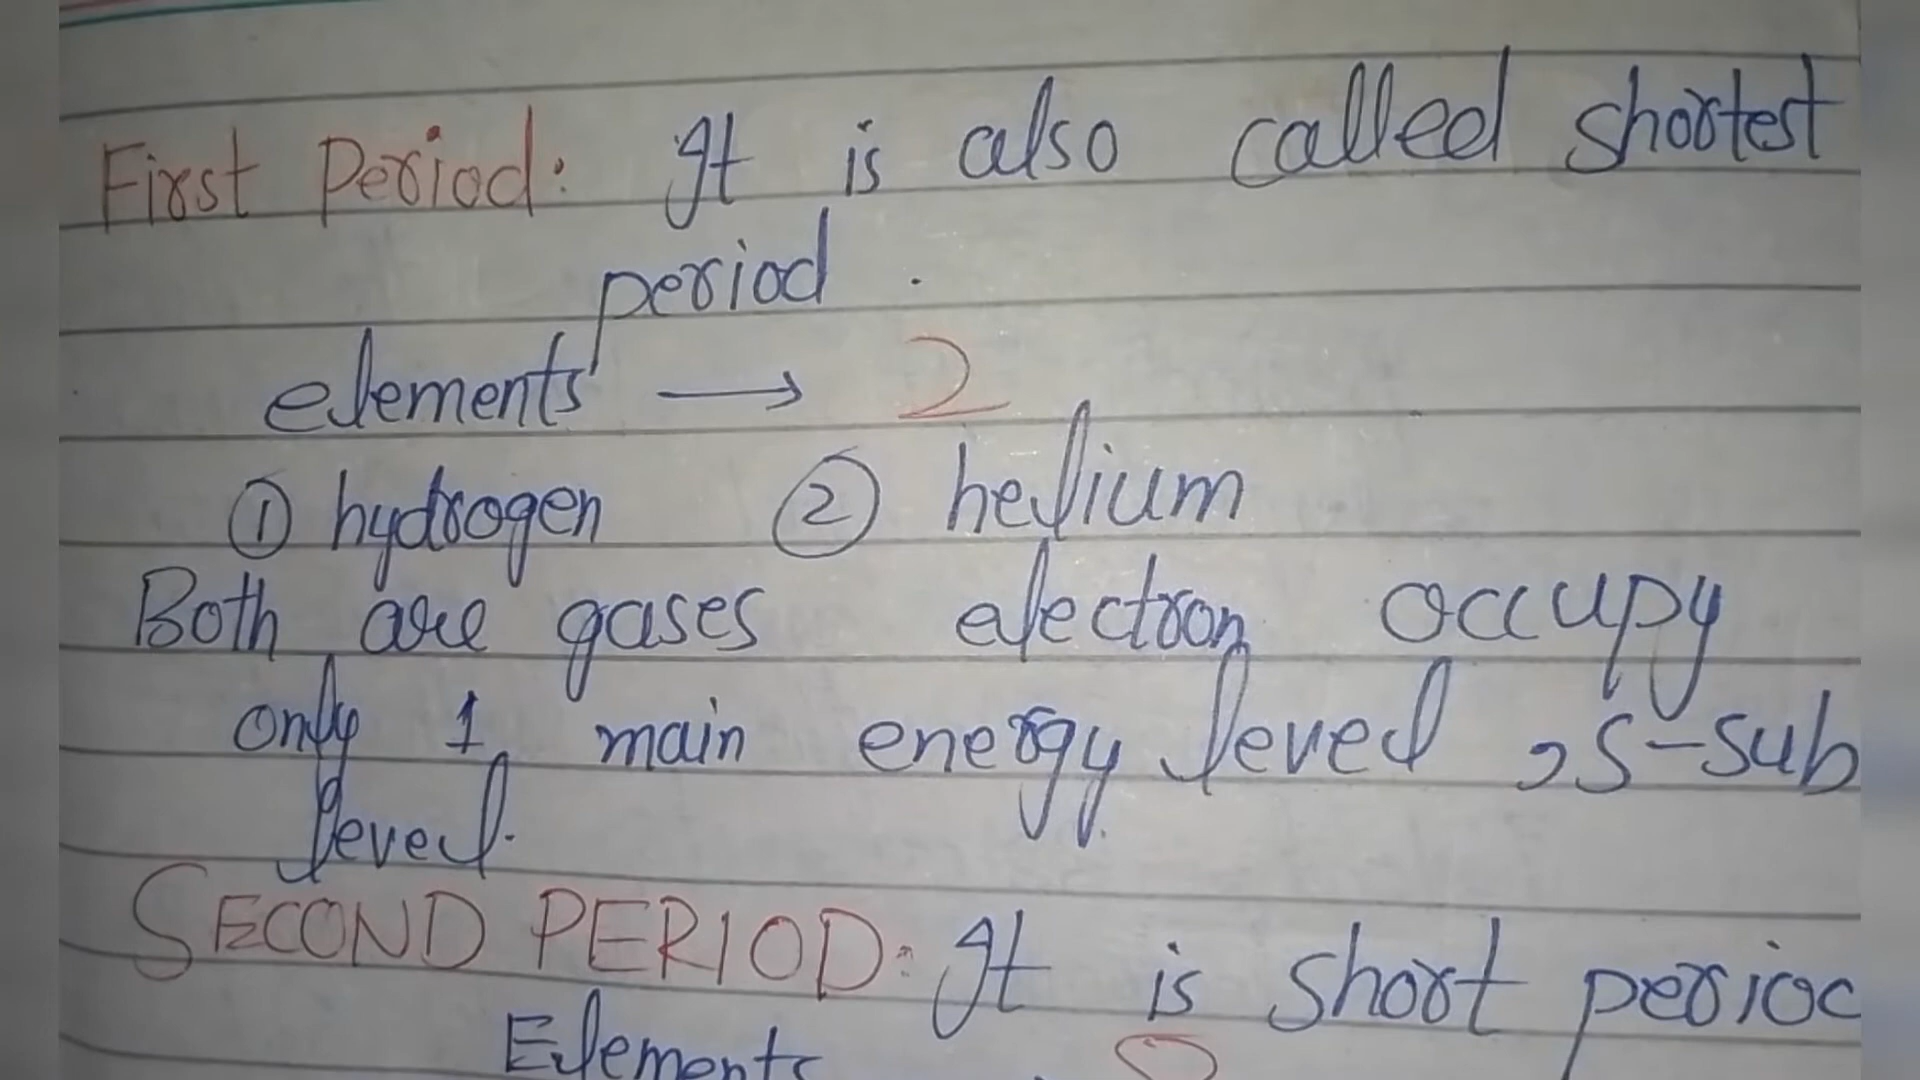 First Period: It is also called shortest
period .
elements → 2
① hydrogen ② helium
Both are gases electron occupy
only 1 main energy level , s-sub
level.
SECOND PERIOD: It is short perioc
Elements